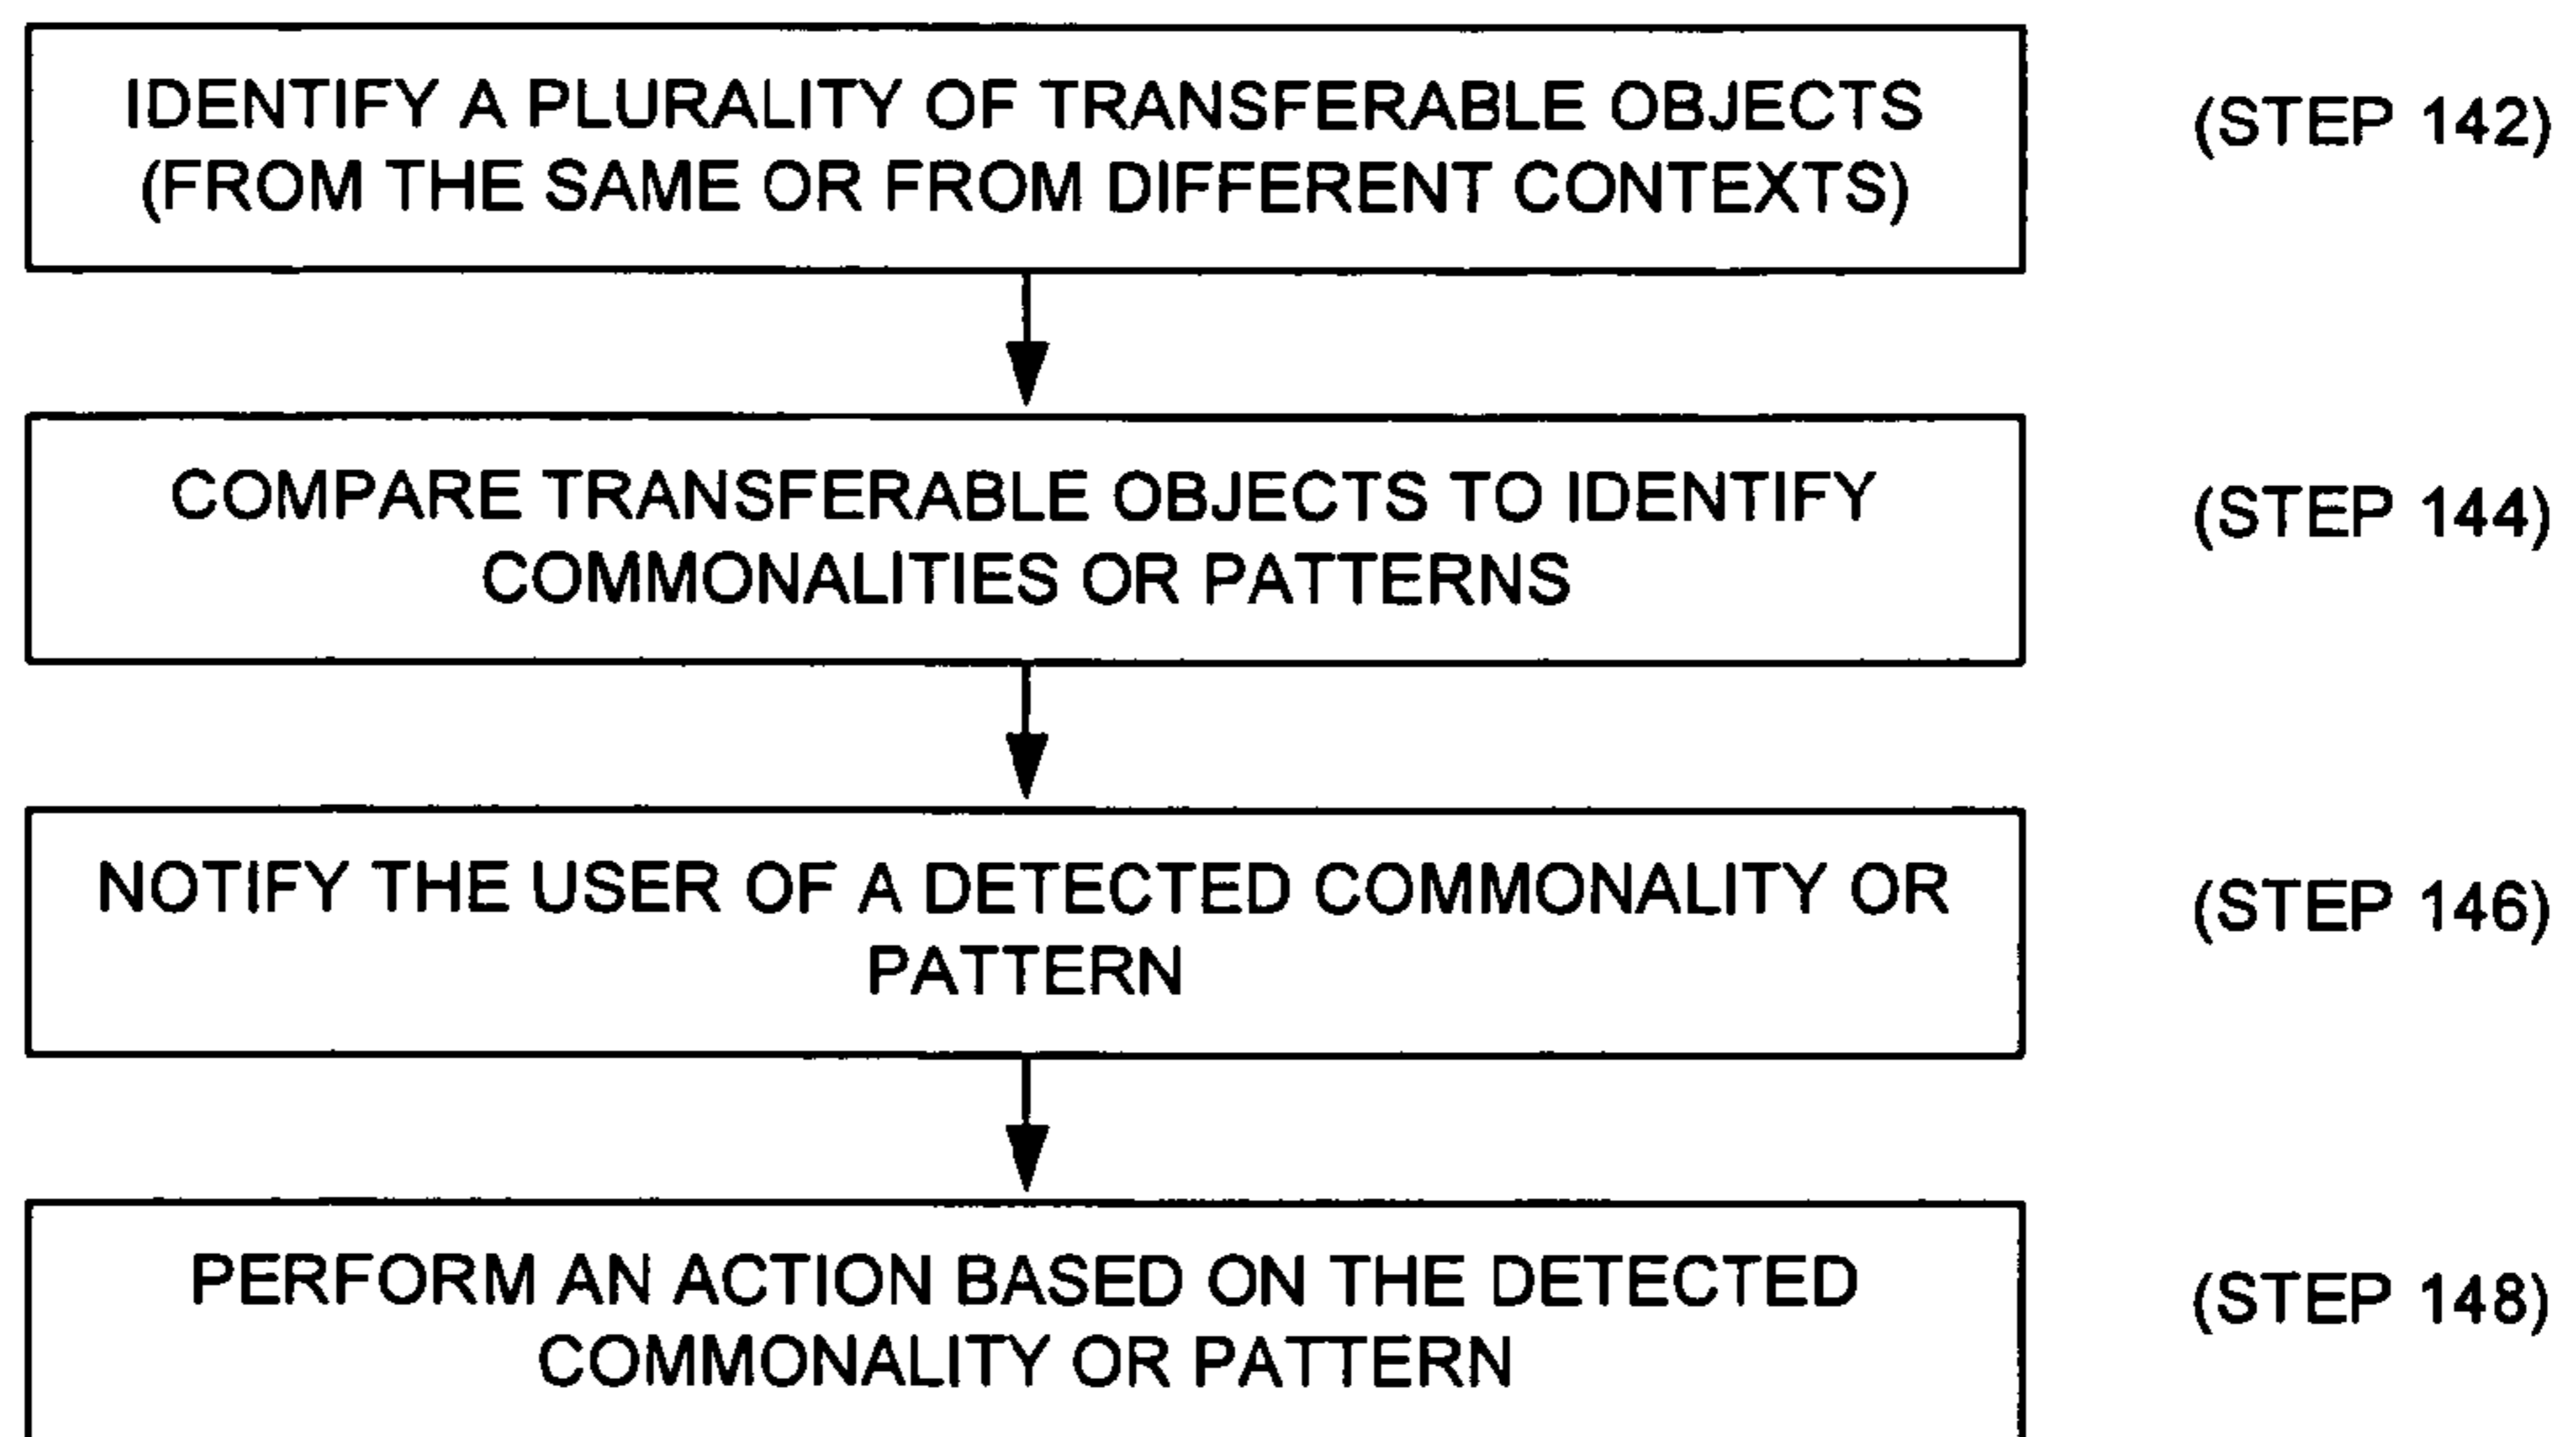 IDENTIFY A PLURALITY OF TRANSFERABLE OBJECTS
(FROM THE SAME OR FROM DIFFERENT CONTEXTS)
(STEP 142)
COMPARE TRANSFERABLE OBJECTS TO IDENTIFY
COMMONALITIES OR PATTERNS
(STEP 144)
NOTIFY THE USER OF A DETECTED COMMONALITY OR
PATTERN
(STEP 146)
PERFORM AN ACTION BASED ON THE DETECTED
COMMONALITY OR PATTERN
(STEP 148)